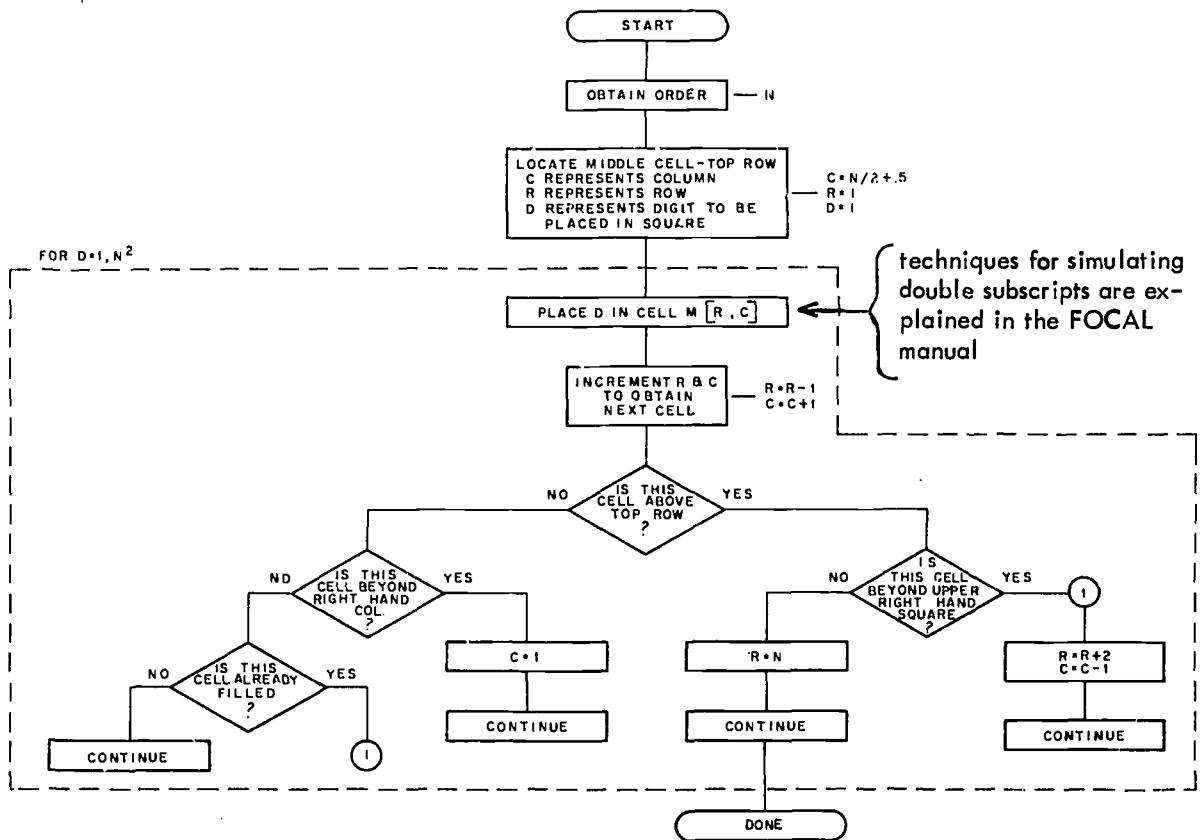 START
OBTAIN ORDER
N
LOCATE MIDDLE CELL-TOP ROW
C REPRESENTS COLUMN
R REPRESENTS ROW
D REPRESENTS DIGIT TO BE
PLACED IN SQUARE
C=N/2+.5
R=1
D=1
FOR D=1, N²
PLACE D IN CELL M [R, C]
techniques for simulating
double subscripts are ex-
plained in the FOCAL
manual
INCREMENT R & C
TO OBTAIN
NEXT CELL
R=R-1
C=C+1
NO
IS THIS
CELL ABOVE
TOP ROW
?
YES
NO
IS THIS
CELL BEYOND
RIGHT HAND
COL.
?
YES
NO
IS
THIS CELL
BEYOND UPPER
RIGHT HAND
SQUARE
?
YES
1
NO
IS THIS
CELL ALREADY
FILLED
?
YES
C=1
R=N
R=R+2
C=C-1
CONTINUE
1
CONTINUE
CONTINUE
CONTINUE
DONE